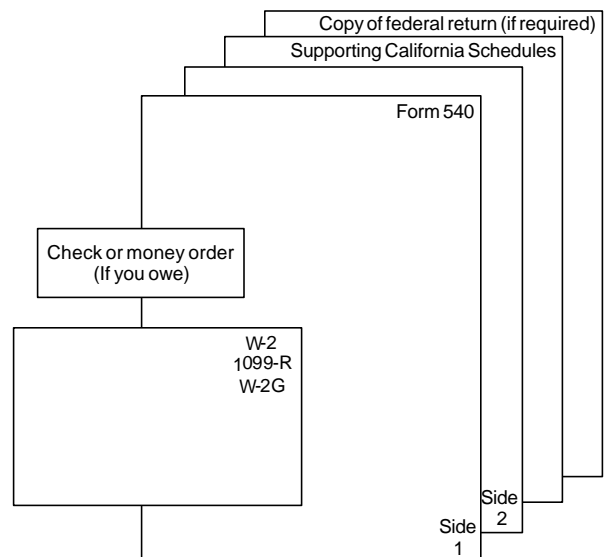 Copy of federal return (if required)
Supporting California Schedules
Form 540
Check or money order
(If you owe)
W-2
1099-R
W-2G
Side
2
Side
1